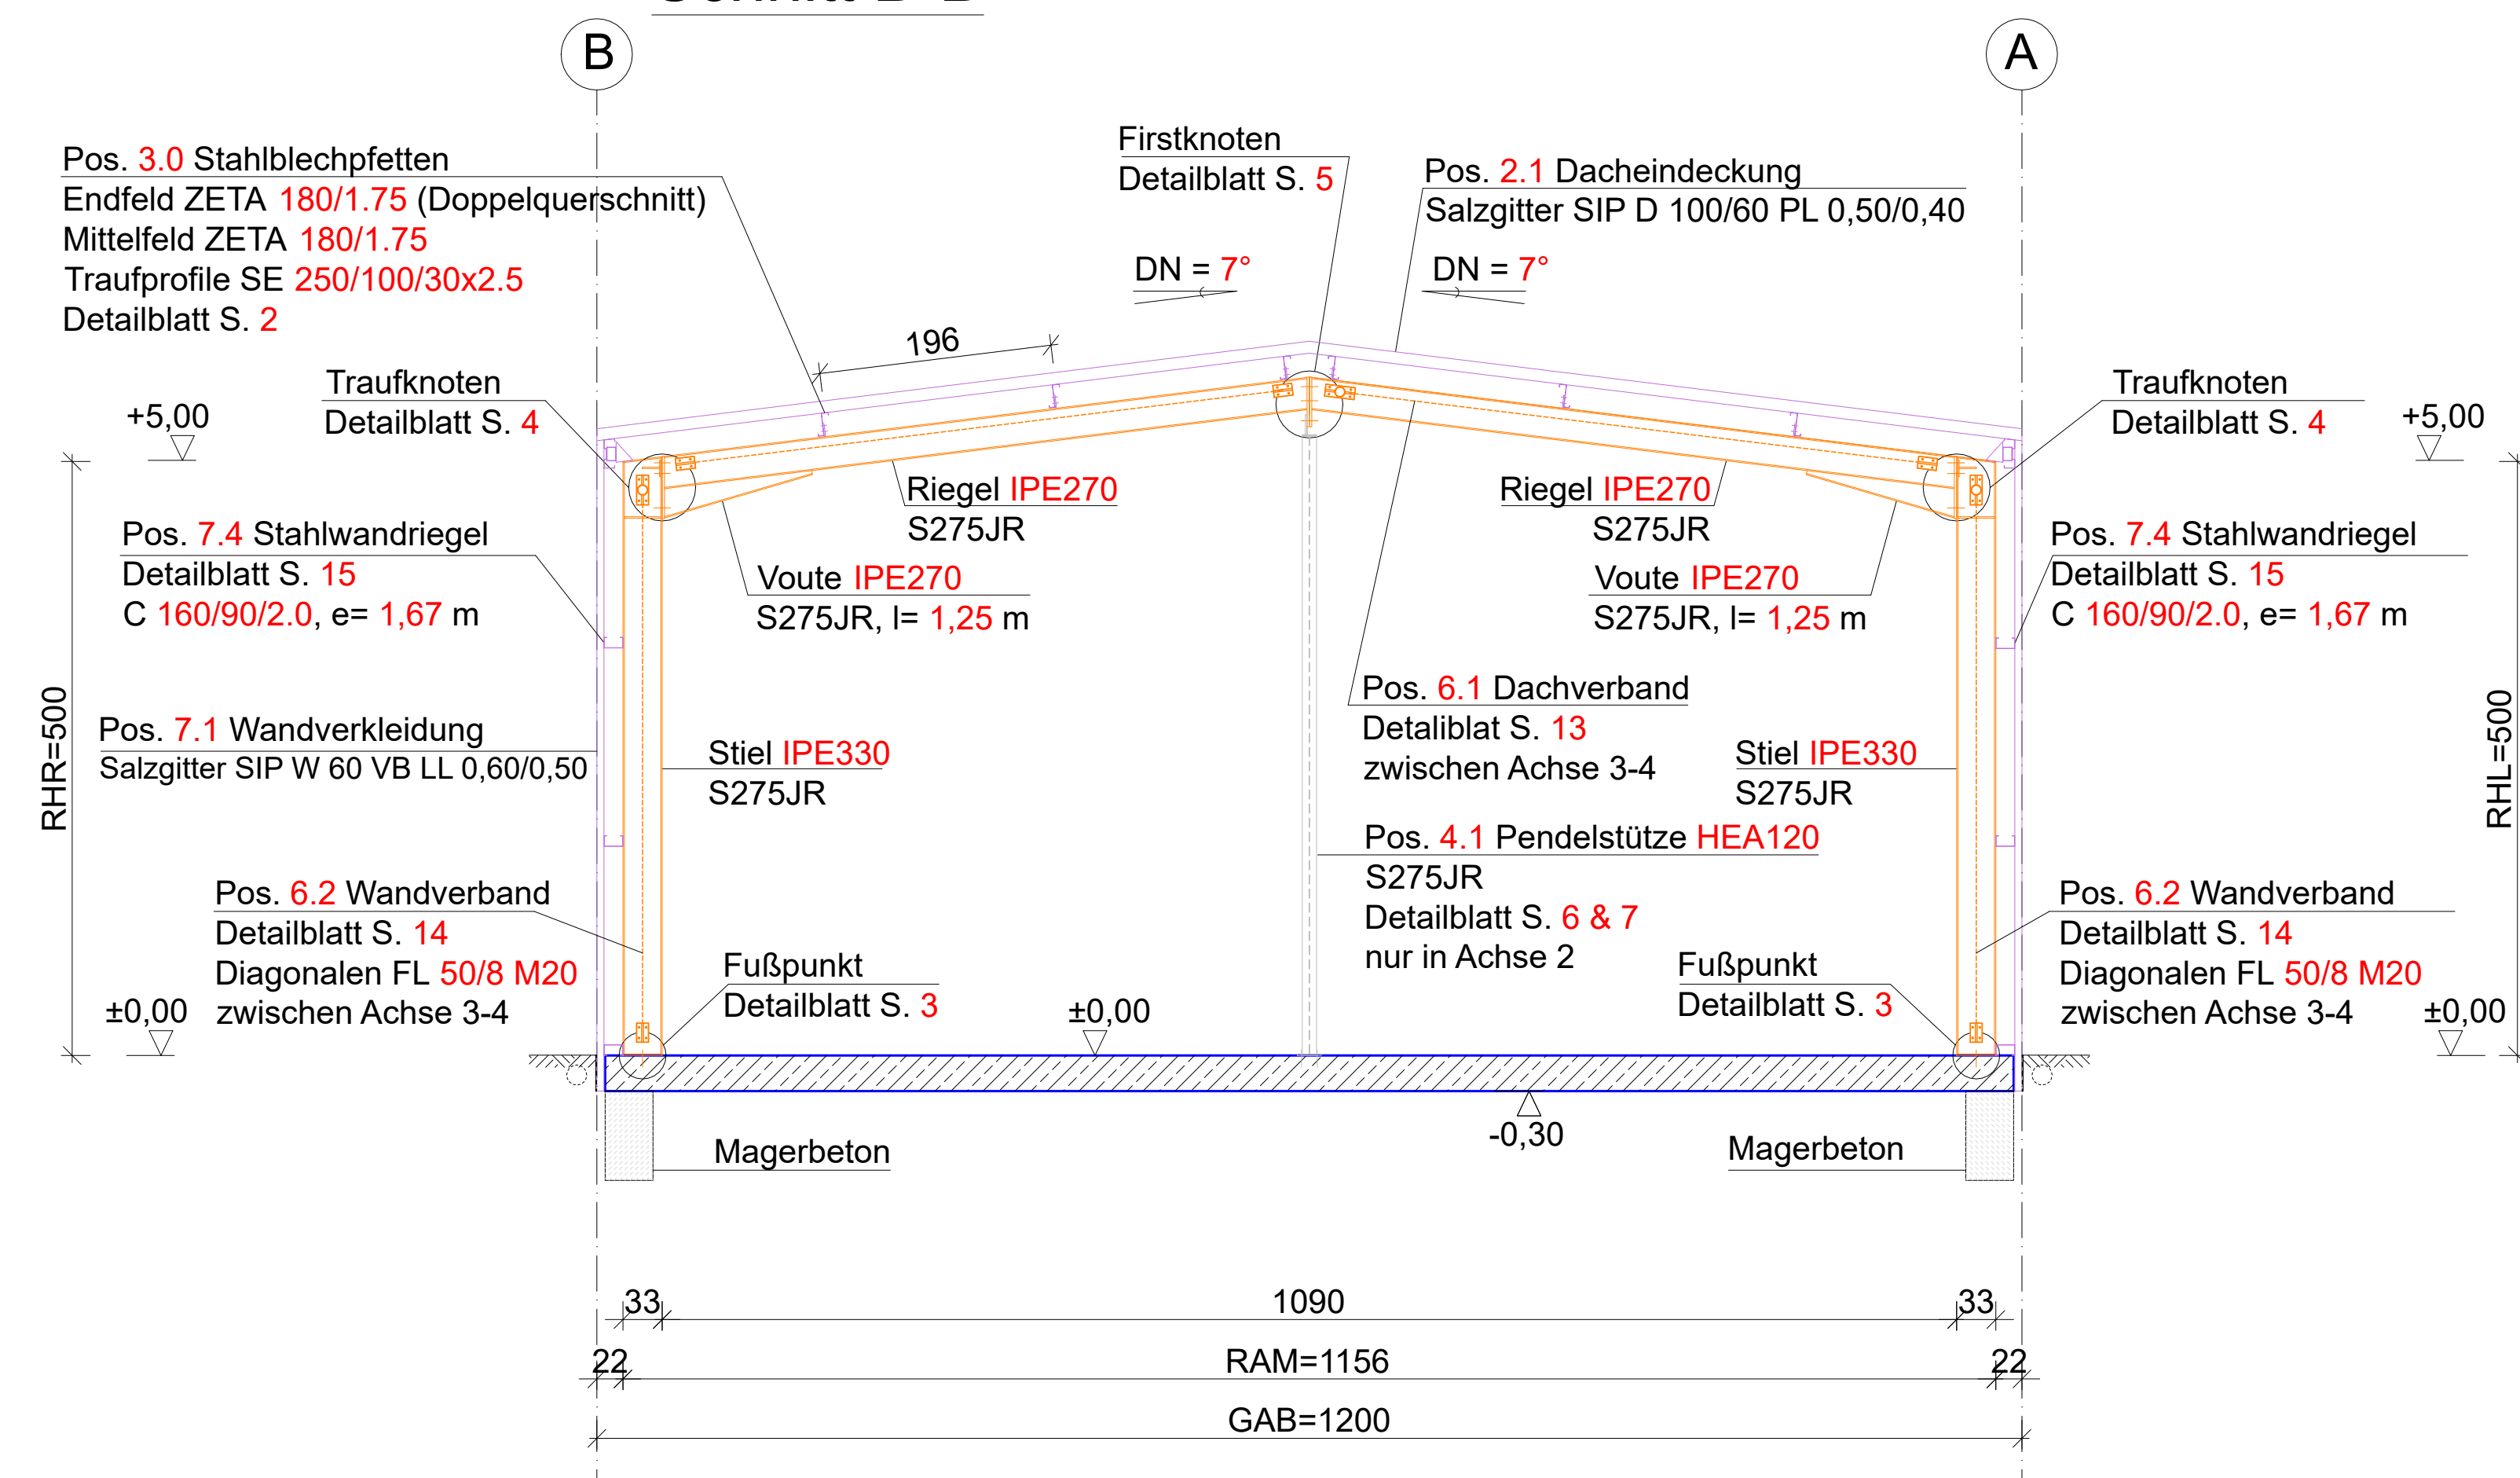 B
A
Pos. 3.0 Stahlblechpfetten
Endfeld ZETA 180/1.75 (Doppelquerschnitt)
Mittelfeld ZETA 180/1.75
Traufprofile SE 250/100/30x2.5
Detailblatt S. 2
Firstknoten
Detailblatt S. 5
Pos. 2.1 Dacheindeckung
Salzgitter SIP D 100/60 PL 0,50/0,40
DN = 7°
DN = 7°
196
Traufknoten
Detailblatt S. 4
+5,00
Traufknoten
Detailblatt S. 4
+5,00
Riegel IPE270
S275JR
Riegel IPE270
S275JR
Pos. 7.4 Stahlwandriegel
Detailblatt S. 15
C 160/90/2.0, e= 1,67 m
Voute IPE270
S275JR, l= 1,25 m
Voute IPE270
S275JR, l= 1,25 m
Pos. 7.4 Stahlwandriegel
Detailblatt S. 15
C 160/90/2.0, e= 1,67 m
RHR=500
Pos. 7.1 Wandverkleidung
Salzgitter SIP W 60 VB LL 0,60/0,50
Stiel IPE330
S275JR
Pos. 6.1 Dachverband
Detaliblat S. 13
zwischen Achse 3-4
Stiel IPE330
S275JR
RHL=500
Pos. 4.1 Pendelstütze HEA120
S275JR
Detailblatt S. 6 & 7
nur in Achse 2
Pos. 6.2 Wandverband
Detailblatt S. 14
Diagonalen FL 50/8 M20
zwischen Achse 3-4
Fußpunkt
Detailblatt S. 3
Fußpunkt
Detailblatt S. 3
Pos. 6.2 Wandverband
Detailblatt S. 14
Diagonalen FL 50/8 M20
zwischen Achse 3-4
±0,00
±0,00
±0,00
-0,30
Magerbeton
Magerbeton
33
1090
33
22
RAM=1156
22
GAB=1200